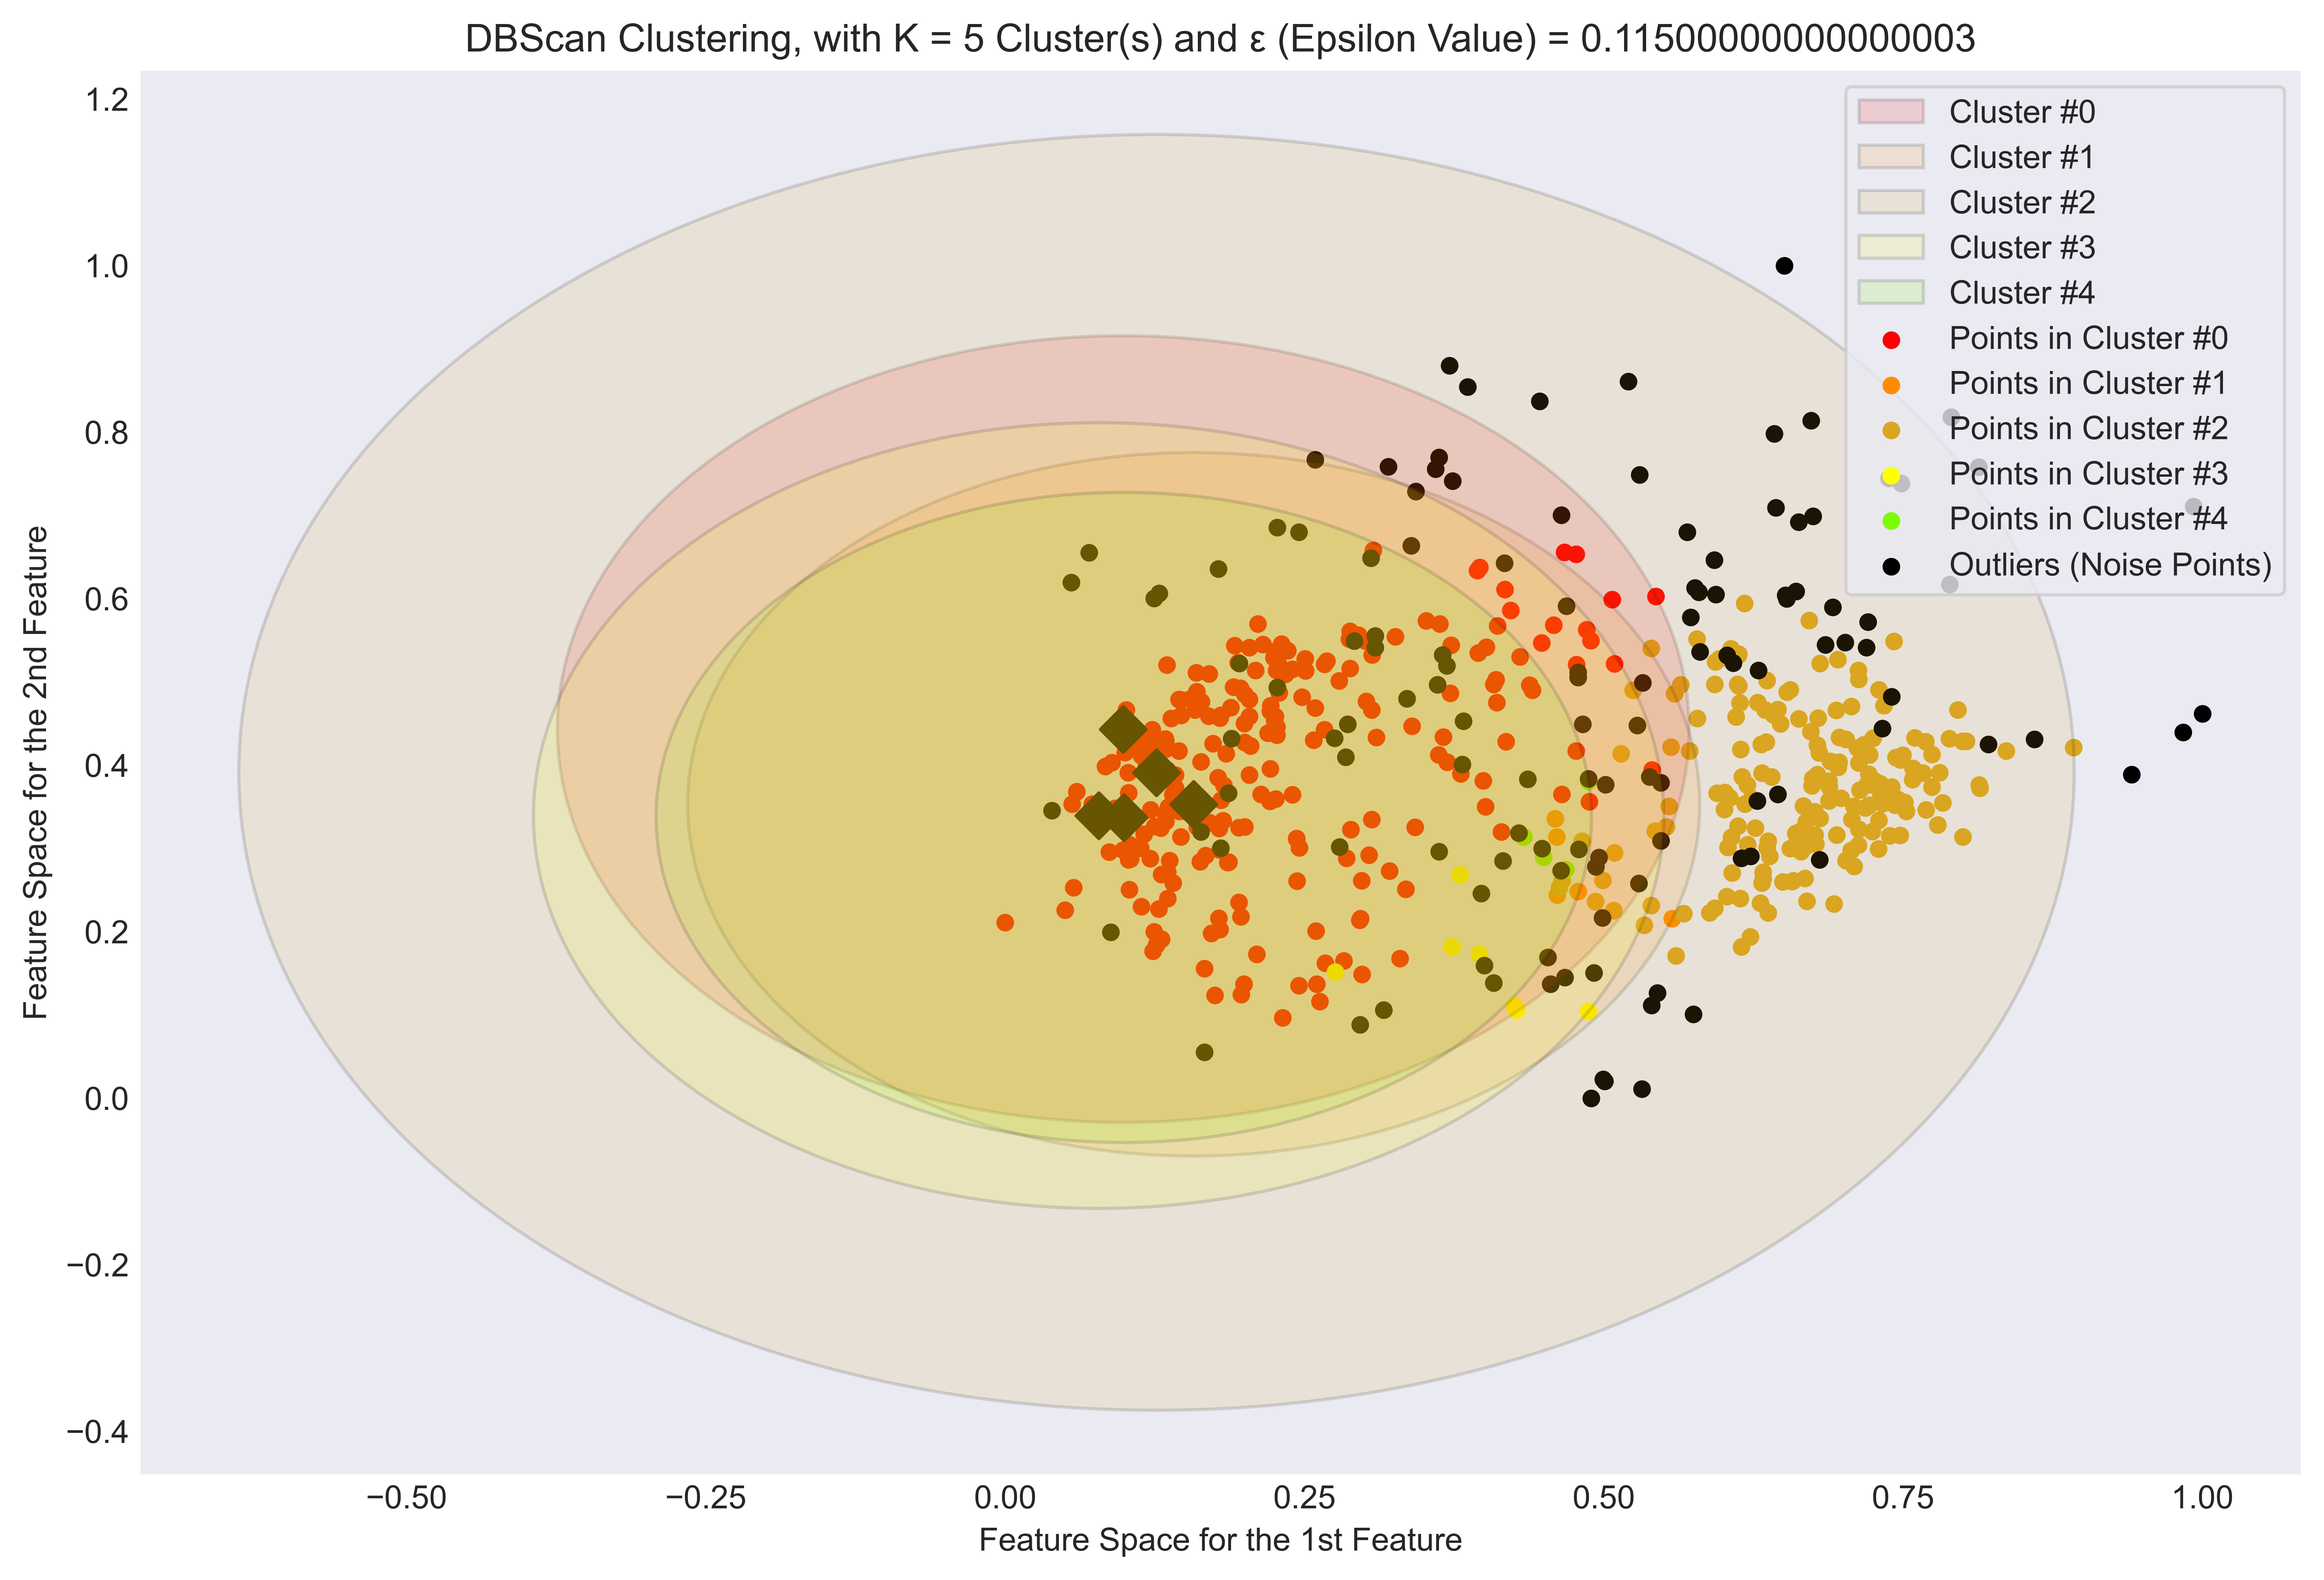 DBScan Clustering, with K = 5 Cluster(s) and ε (Epsilon Value) = 0.11500000000000003
Cluster #0
Cluster #1
Cluster #2
Cluster #3
Cluster #4
Points in Cluster #0
Points in Cluster #1
Points in Cluster #2
Points in Cluster #3
Points in Cluster #4
Outliers (Noise Points)
1.2
1.0
0.8
0.6
0.4
0.2
0.0
−0.2
−0.4
Feature Space for the 2nd Feature
−0.50
−0.25
0.00
0.25
0.50
0.75
1.00
Feature Space for the 1st Feature